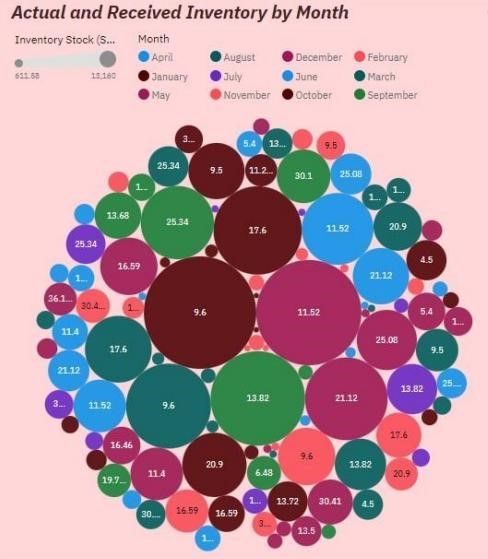 Actual and Received Inventory by Month
Inventory Stock (S... Month
April August December February
January July June March
May November October September
611.58 13,160
3... 5.4 13... 9.5
25.34 9.5 11.2... 30.1 25.08
1... 1... 1...
13.68 25.34 17.6 11.52 20.9
25.34 16.59 4.5
1... 21.12
36.1... 30.4... 1... 9.6 11.52 5.4 1...
11.4 17.6 25.08 9.5
21.12 13.82 25....
3... 11.52 9.6 13.82 21.12
16.46 17.6
19.7... 11.4 20.9 6.48 9.6 13.82 20.9
30.... 16.59 16.59 1... 13.72 30.41 4.5
1... 3... 13.5